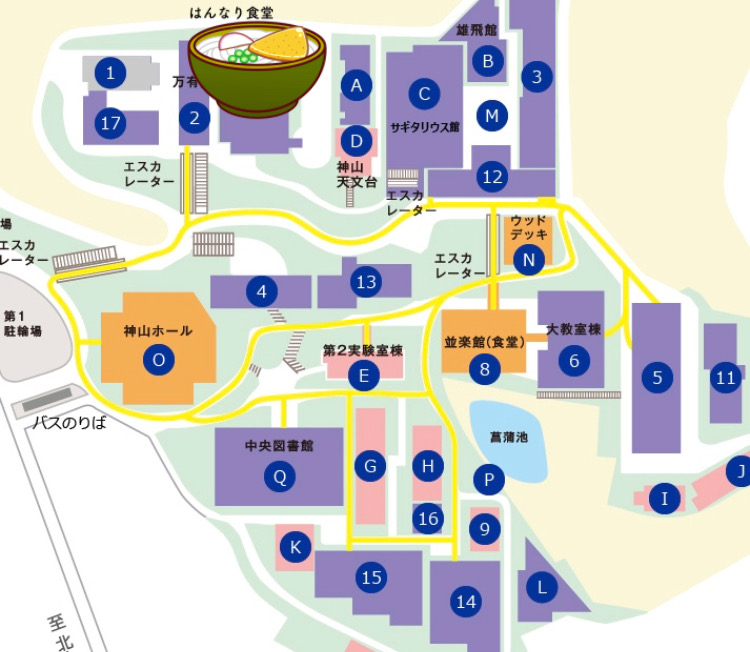 はんなり食堂
雄飛館
1
A
B
3
万有
C
17
2
M
サギタリウス館
D
エスカ
レーター
神山
天文台
12
エスカ
レーター
ウッド
デッキ
場
エスカ
レーター
エスカ
レーター
N
13
4
第1
駐輪場
神山ホール
O
第2実験室棟
E
並楽館(食堂)
8
大教室棟
6
5
11
バスのりば
中央図書館
Q
G
H
菖蒲池
P
J
I
16
9
K
15
14
L
至
北